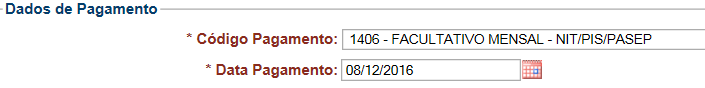 Dados de Pagamento
* Código Pagamento: 1406 - FACULTATIVO MENSAL - NIT/PIS/PASEP
* Data Pagamento: 08/12/2016